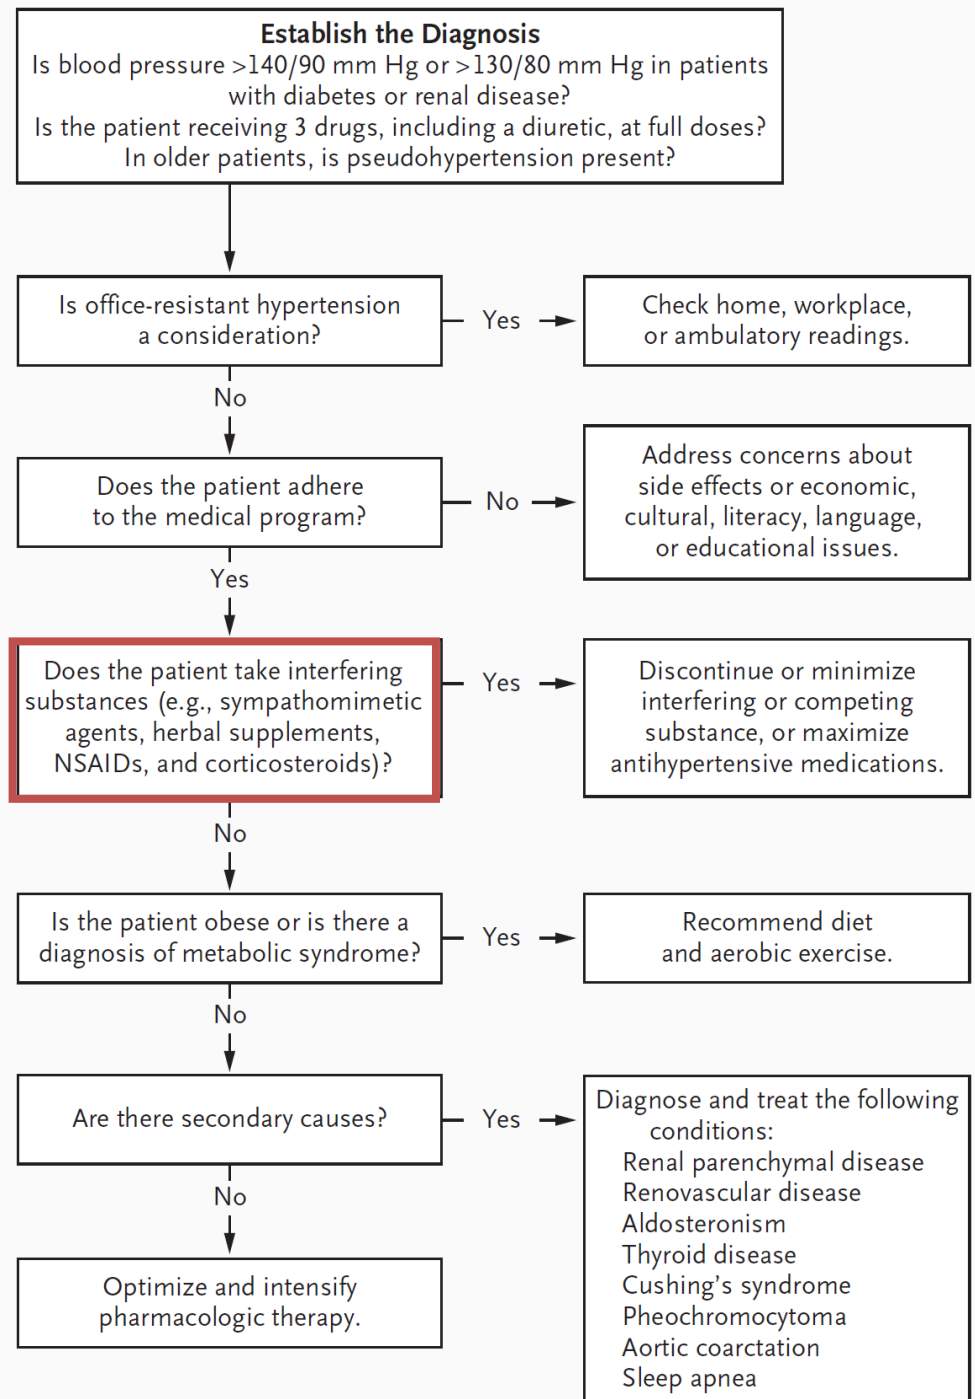 Establish the Diagnosis
Is blood pressure >140/90 mm Hg or >130/80 mm Hg in patients
with diabetes or renal disease?
Is the patient receiving 3 drugs, including a diuretic, at full doses?
In older patients, is pseudohypertension present?
Is office-resistant hypertension
a consideration?
Yes
Check home, workplace,
or ambulatory readings.
No
Does the patient adhere
to the medical program?
No
Address concerns about
side effects or economic,
cultural, literacy, language,
or educational issues.
Yes
Does the patient take interfering
substances (e.g., sympathomimetic
agents, herbal supplements,
NSAIDs, and corticosteroids)?
Yes
Discontinue or minimize
interfering or competing
substance, or maximize
antihypertensive medications.
No
Is the patient obese or is there a
diagnosis of metabolic syndrome?
Yes
Recommend diet
and aerobic exercise.
No
Are there secondary causes?
Yes
Diagnose and treat the following
conditions:
Renal parenchymal disease
Renovascular disease
Aldosteronism
Thyroid disease
Cushing’s syndrome
Pheochromocytoma
Aortic coarctation
Sleep apnea
No
Optimize and intensify
pharmacologic therapy.